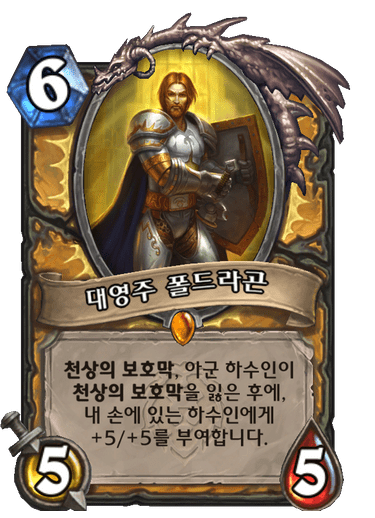 6
대영주 폴드라곤
천상의 보호막, 아군 하수인이
천상의 보호막을 잃은 후에,
내 손에 있는 하수인에게
+5/+5를 부여합니다.
5
5